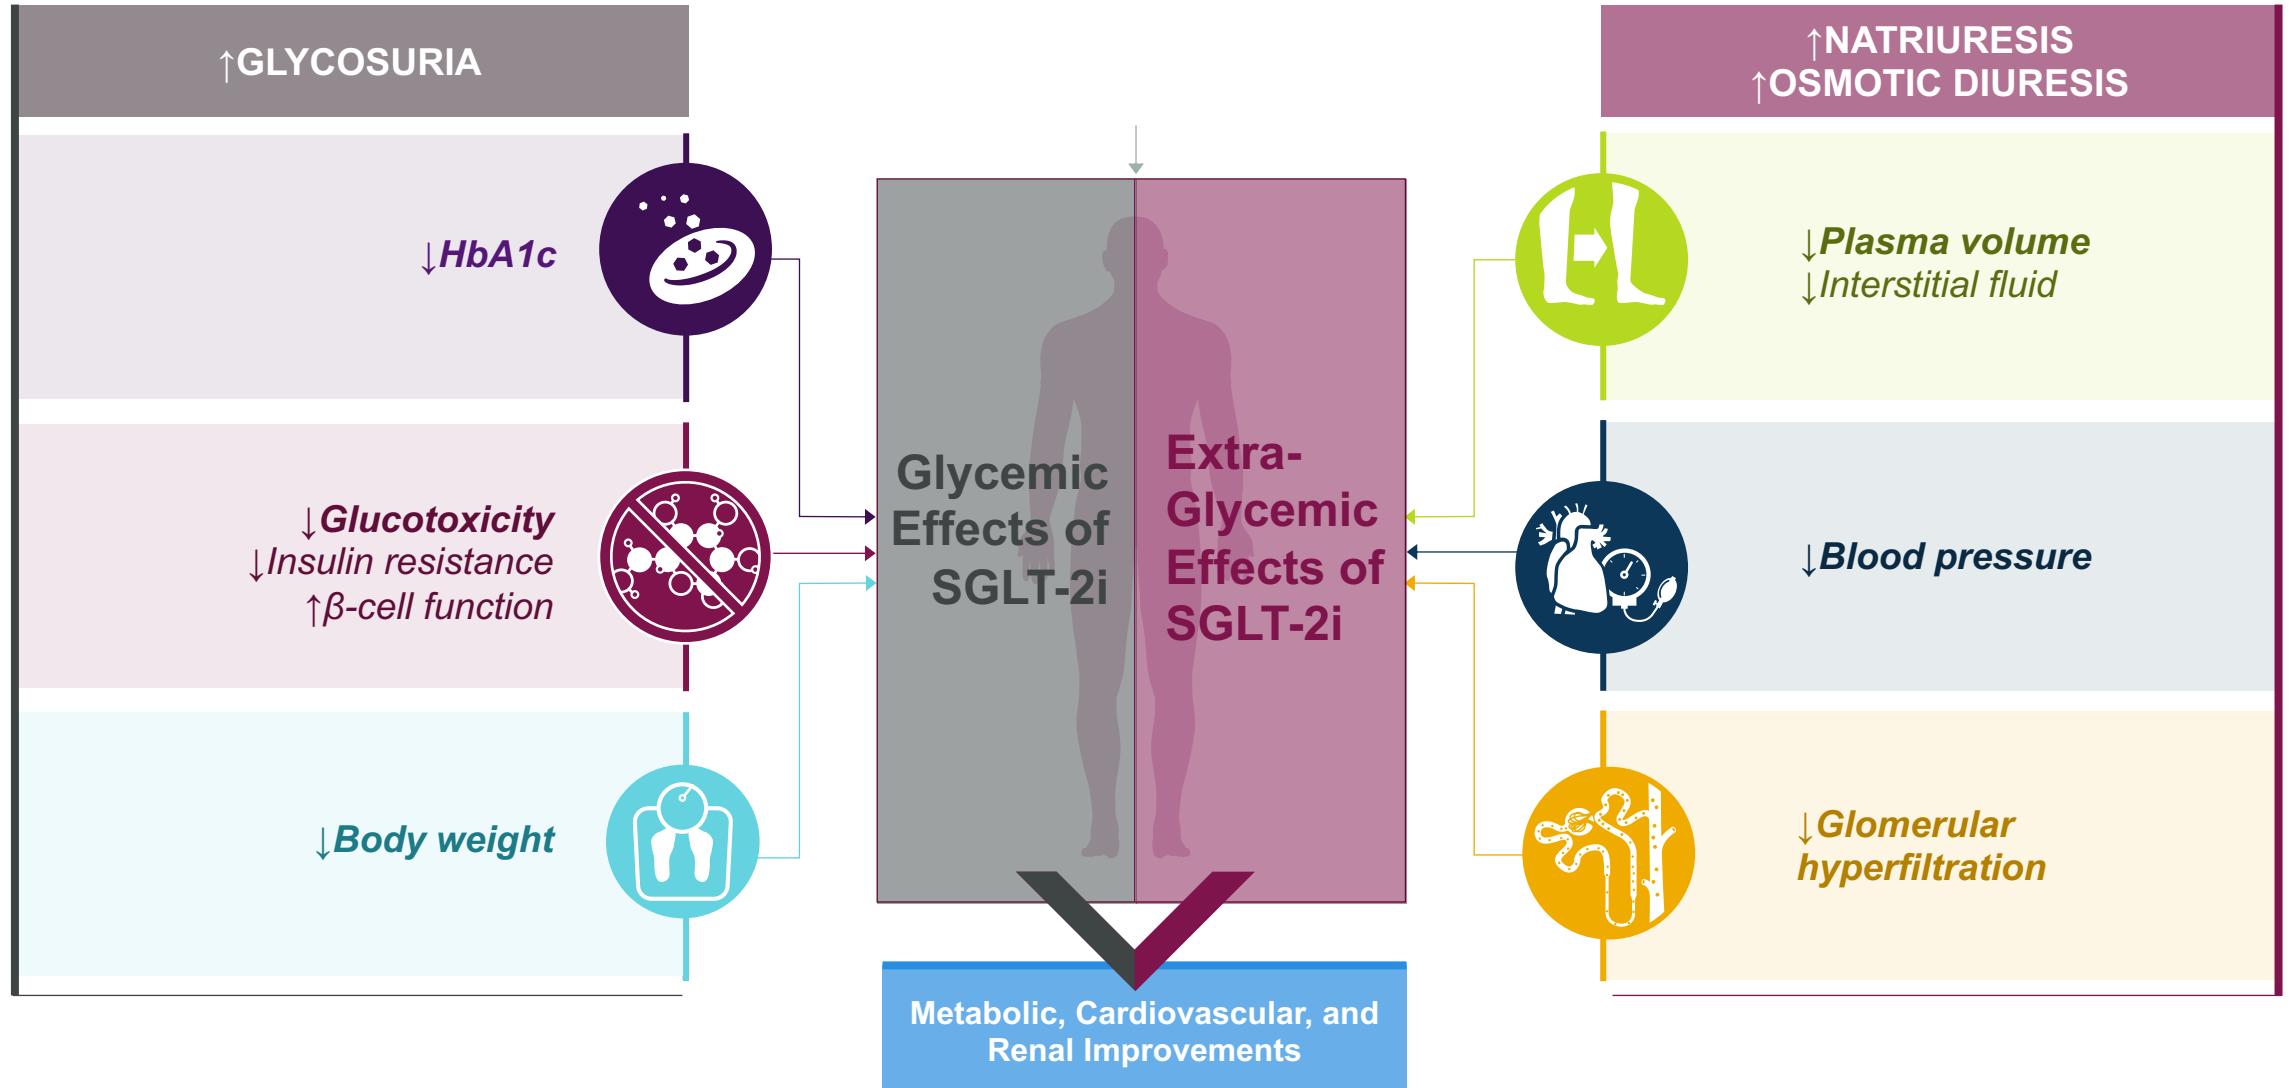 ↑GLYCOSURIA
↓HbA1c
↓Glucotoxicity
↓Insulin resistance
↑β-cell function
↓Body weight
Glycemic
Effects of
SGLT-2i
Extra-
Glycemic
Effects of
SGLT-2i
↑NATRIURESIS
↑OSMOTIC DIURESIS
↓Plasma volume
↓Interstitial fluid
↓Blood pressure
↓Glomerular
hyperfiltration
Metabolic, Cardiovascular, and
Renal Improvements